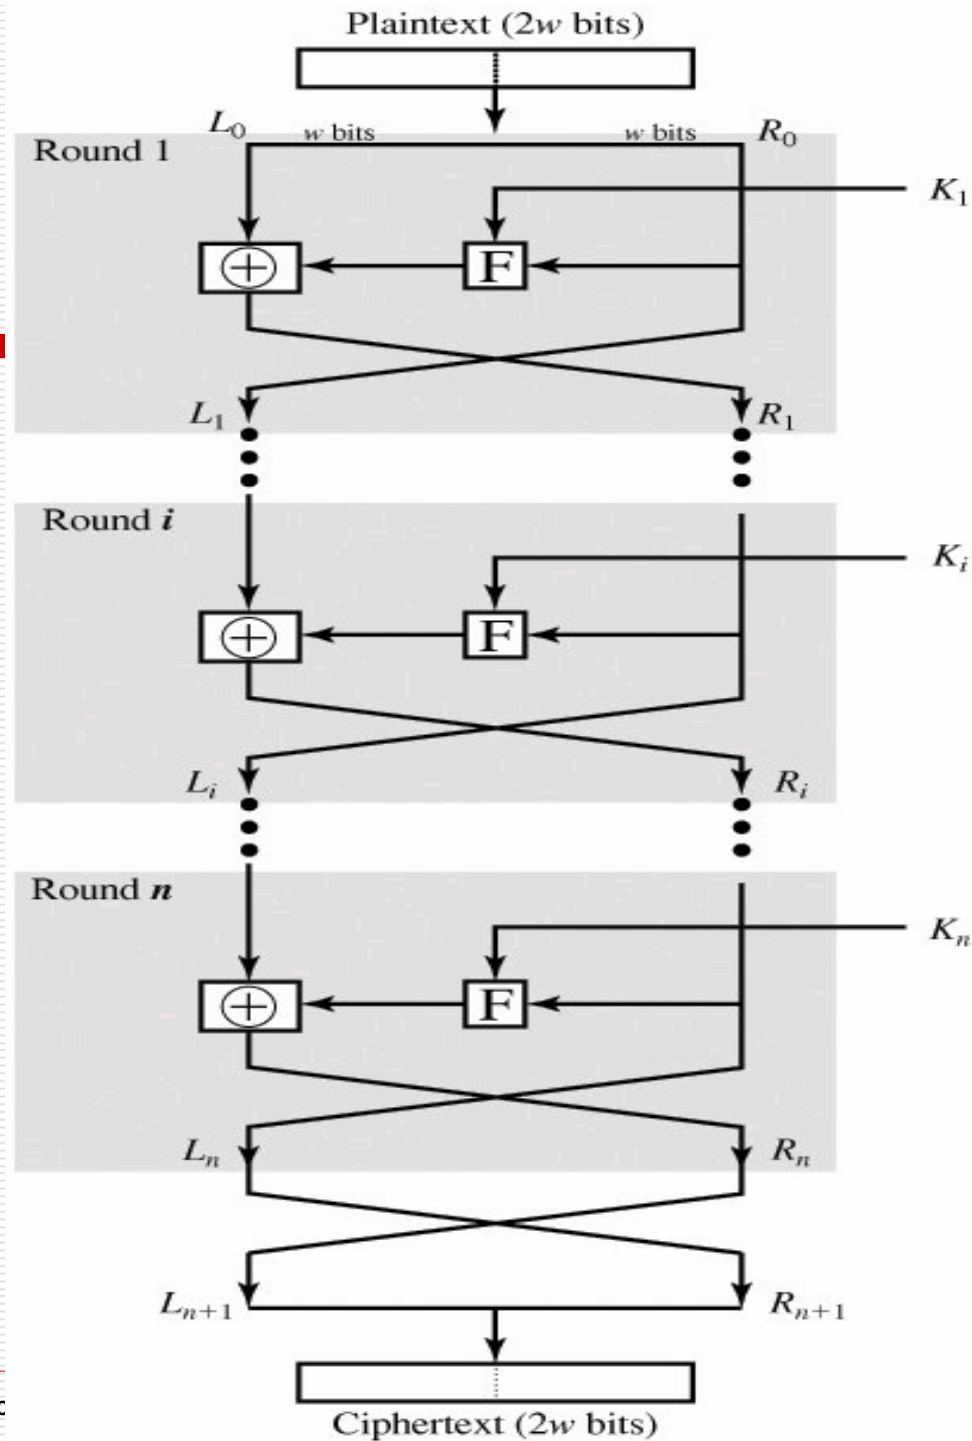 Plaintext (2w bits)
L₀ w bits w bits R₀
Round 1
K₁
⊕ F
L₁ R₁
Round i
Kᵢ
⊕ F
Lᵢ Rᵢ
Round n
Kₙ
⊕ F
Lₙ Rₙ
Lₙ₊₁ Rₙ₊₁
Ciphertext (2w bits)